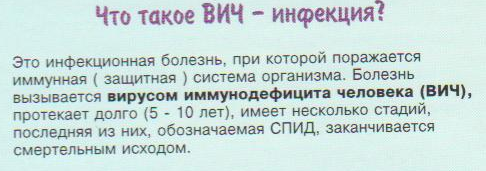 Что такое ВИЧ – инфекция?
Это инфекционная болезнь, при которой поражается
иммунная ( защитная ) система организма. Болезнь
вызывается вирусом иммунодефицита человека (ВИЧ),
протекает долго (5 - 10 лет), имеет несколько стадий,
последняя из них, обозначаемая СПИД, заканчивается
смертельным исходом.